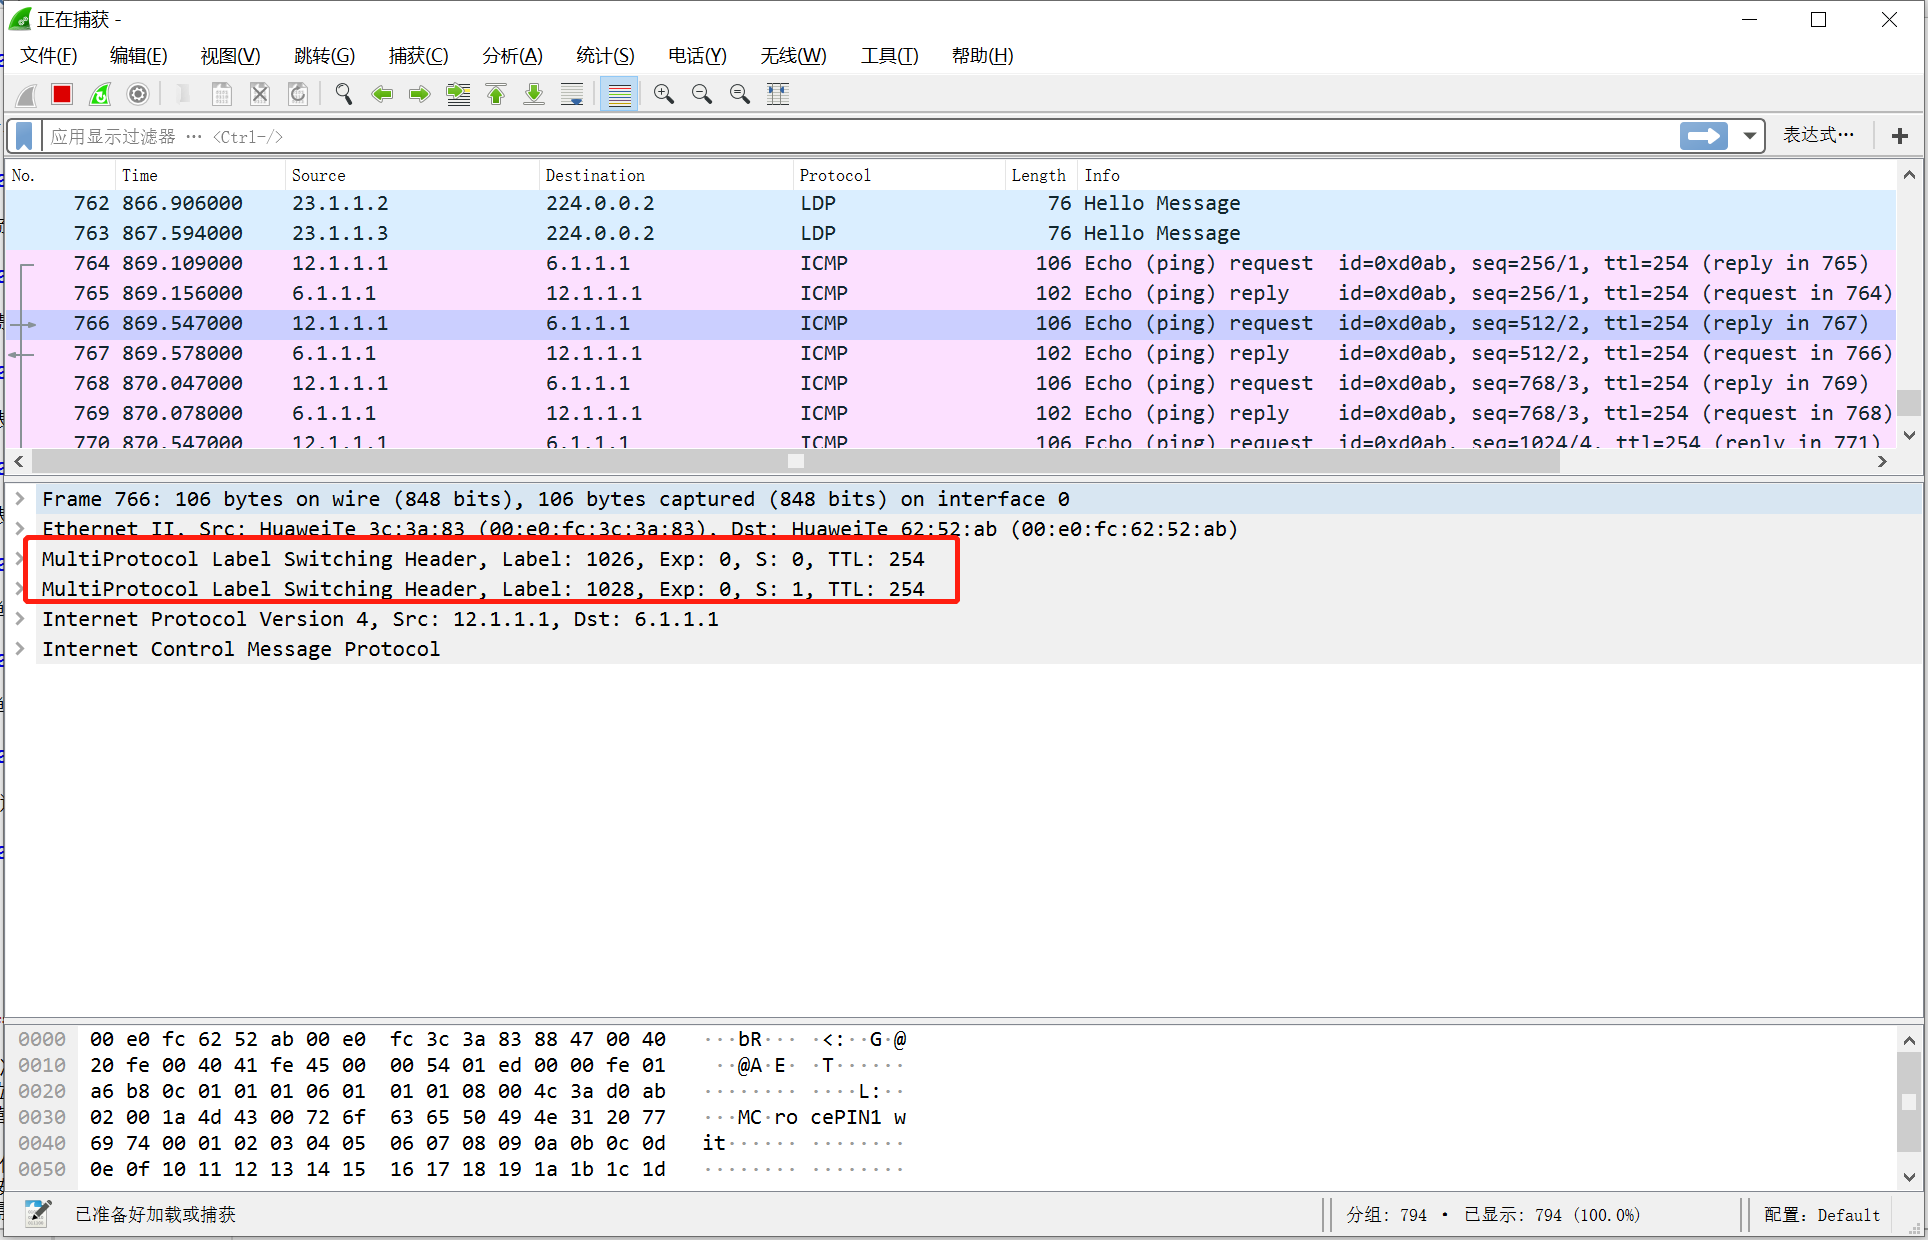 正在捕获 -
文件(F) 编辑(E) 视图(V) 跳转(G) 捕获(C) 分析(A) 统计(S) 电话(Y) 无线(W) 工具(T) 帮助(H)
应用显示过滤器 … <Ctrl-/> 表达式… +
No. Time Source Destination Protocol Length Info
762 866.906000 23.1.1.2 224.0.0.2 LDP 76 Hello Message
763 867.594000 23.1.1.3 224.0.0.2 LDP 76 Hello Message
764 869.109000 12.1.1.1 6.1.1.1 ICMP 106 Echo (ping) request id=0xd0ab, seq=256/1, ttl=254 (reply in 765)
765 869.156000 6.1.1.1 12.1.1.1 ICMP 102 Echo (ping) reply id=0xd0ab, seq=256/1, ttl=254 (request in 764)
766 869.547000 12.1.1.1 6.1.1.1 ICMP 106 Echo (ping) request id=0xd0ab, seq=512/2, ttl=254 (reply in 767)
767 869.578000 6.1.1.1 12.1.1.1 ICMP 102 Echo (ping) reply id=0xd0ab, seq=512/2, ttl=254 (request in 766)
768 870.047000 12.1.1.1 6.1.1.1 ICMP 106 Echo (ping) request id=0xd0ab, seq=768/3, ttl=254 (reply in 769)
769 870.078000 6.1.1.1 12.1.1.1 ICMP 102 Echo (ping) reply id=0xd0ab, seq=768/3, ttl=254 (request in 768)
770 870.547000 12.1.1.1 6.1.1.1 ICMP 106 Echo (ping) request id=0xd0ab, seq=1024/4, ttl=254 (reply in 771)
Frame 766: 106 bytes on wire (848 bits), 106 bytes captured (848 bits) on interface 0
Ethernet II, Src: HuaweiTe_3c:3a:83 (00:e0:fc:3c:3a:83), Dst: HuaweiTe_62:52:ab (00:e0:fc:62:52:ab)
MultiProtocol Label Switching Header, Label: 1026, Exp: 0, S: 0, TTL: 254
MultiProtocol Label Switching Header, Label: 1028, Exp: 0, S: 1, TTL: 254
Internet Protocol Version 4, Src: 12.1.1.1, Dst: 6.1.1.1
Internet Control Message Protocol
0000 00 e0 fc 62 52 ab 00 e0 fc 3c 3a 83 88 47 00 40 ···bR··· ·<:··G·@
0010 20 fe 00 40 41 fe 45 00 00 54 01 ed 00 00 fe 01 ··@A·E· ·T······
0020 a6 b8 0c 01 01 01 06 01 01 01 08 00 4c 3a d0 ab ········ ····L:··
0030 02 00 1a 4d 43 00 72 6f 63 65 50 49 4e 31 20 77 ···MC·ro cePIN1 w
0040 69 74 00 01 02 03 04 05 06 07 08 09 0a 0b 0c 0d it······ ········
0050 0e 0f 10 11 12 13 14 15 16 17 18 19 1a 1b 1c 1d ········ ········
已准备好加载或捕获 分组: 794 · 已显示: 794 (100.0%) 配置: Default